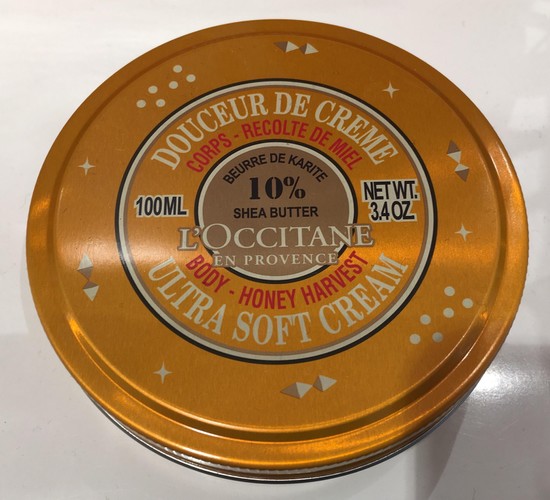 DOUCEUR DE CREME
CORPS - RECOLTE DE MIEL
BEURRE DE KARITE
10%
SHEA BUTTER
100ML
NET WT.
3.4 OZ
L'OCCITANE
EN PROVENCE
BODY - HONEY HARVEST
ULTRA SOFT CREAM